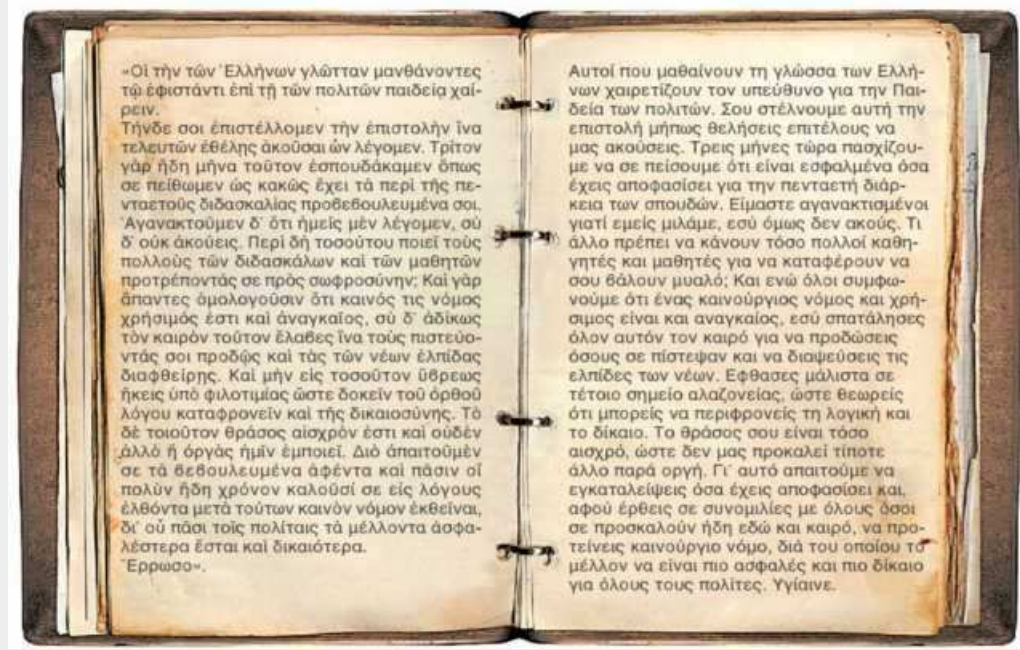 «Οἱ τὴν τῶν Ἑλλήνων γλῶτταν μανθάνοντες
τῷ ἐφιστάντι ἐπὶ τῇ τῶν πολιτῶν παιδείᾳ χαί-
ρειν.
Τήνδε σοι ἐπιστέλλομεν τὴν ἐπιστολὴν ἵνα
τελευτῶν ἐθέλῃς ἀκοῦσαι ὧν λέγομεν. Τρίτον
γὰρ ἤδη μῆνα τοῦτον ἐσπουδάκαμεν ὅπως
σε πείθωμεν ὡς κακῶς ἔχει τὰ περὶ τῆς πε-
νταετοῦς διδασκαλίας προβεβουλευμένα σοι.
Ἀγανακτοῦμεν δ' ὅτι ἡμεῖς μὲν λέγομεν, σὺ
δ' οὐκ ἀκούεις. Περὶ δὴ τοσούτου ποιεῖ τοὺς
πολλοὺς τῶν διδασκάλων καὶ τῶν μαθητῶν
προτρέποντάς σε πρὸς σωφροσύνην; Καὶ γὰρ
ἅπαντες ὁμολογοῦσιν ὅτι καινός τις νόμος
χρήσιμός ἐστι καὶ ἀναγκαῖος, σὺ δ' ἀδίκως
τὸν καιρὸν τοῦτον ἔλαβες ἵνα τοὺς πιστεύο-
ντάς σοι προδῷς καὶ τὰς τῶν νέων ἐλπίδας
διαφθείρῃς. Καὶ μὴν εἰς τοσοῦτον ὕβρεως
ἥκεις ὑπὸ φιλοτιμίας ὥστε δοκεῖν τοῦ ὀρθοῦ
λόγου καταφρονεῖν καὶ τῆς δικαιοσύνης. Τὸ
δὲ τοιοῦτον θράσος αἰσχρόν ἐστι καὶ οὐδὲν
ἄλλο ἢ ὀργὰς ἡμῖν ἐμποιεῖ. Διὸ ἀπαιτοῦμέν
σε τὰ βεβουλευμένα ἀφέντα καὶ πᾶσιν οἳ
πολὺν ἤδη χρόνον καλοῦσί σε εἰς λόγους
ἐλθόντα μετὰ τούτων καινὸν νόμον ἐκθεῖναι,
δι' οὗ πᾶσι τοῖς πολίταις τὰ μέλλοντα ἀσφα-
λέστερα ἔσται καὶ δικαιότερα.
Ἔρρωσο».
Αυτοί που μαθαίνουν τη γλώσσα των Ελλή-
νων χαιρετίζουν τον υπεύθυνο για την Παι-
δεία των πολιτών. Σου στέλνουμε αυτή την
επιστολή μήπως θελήσεις επιτέλους να
μας ακούσεις. Τρεις μήνες τώρα πασχίζου-
με να σε πείσουμε ότι είναι εσφαλμένα όσα
έχεις αποφασίσει για την πενταετή διάρ-
κεια των σπουδών. Είμαστε αγανακτισμένοι
γιατί εμείς μιλάμε, εσύ όμως δεν ακούς. Τι
άλλο πρέπει να κάνουν τόσο πολλοί καθη-
γητές και μαθητές για να καταφέρουν να
σου βάλουν μυαλό; Και ενώ όλοι συμφω-
νούμε ότι ένας καινούργιος νόμος και χρή-
σιμος είναι και αναγκαίος, εσύ σπατάλησες
όλον αυτόν τον καιρό για να προδώσεις
όσους σε πίστεψαν και να διαψεύσεις τις
ελπίδες των νέων. Εφθασες μάλιστα σε
τέτοιο σημείο αλαζονείας, ώστε θεωρείς
ότι μπορείς να περιφρονείς τη λογική και
το δίκαιο. Το θράσος σου είναι τόσο
αισχρό, ώστε δεν μας προκαλεί τίποτε
άλλο παρά οργή. Γι' αυτό απαιτούμε να
εγκαταλείψεις όσα έχεις αποφασίσει και,
αφού έρθεις σε συνομιλίες με όλους όσοι
σε προσκαλούν ήδη εδώ και καιρό, να προ-
τείνεις καινούργιο νόμο, διά του οποίου το
μέλλον να είναι πιο ασφαλές και πιο δίκαιο
για όλους τους πολίτες. Υγίαινε.